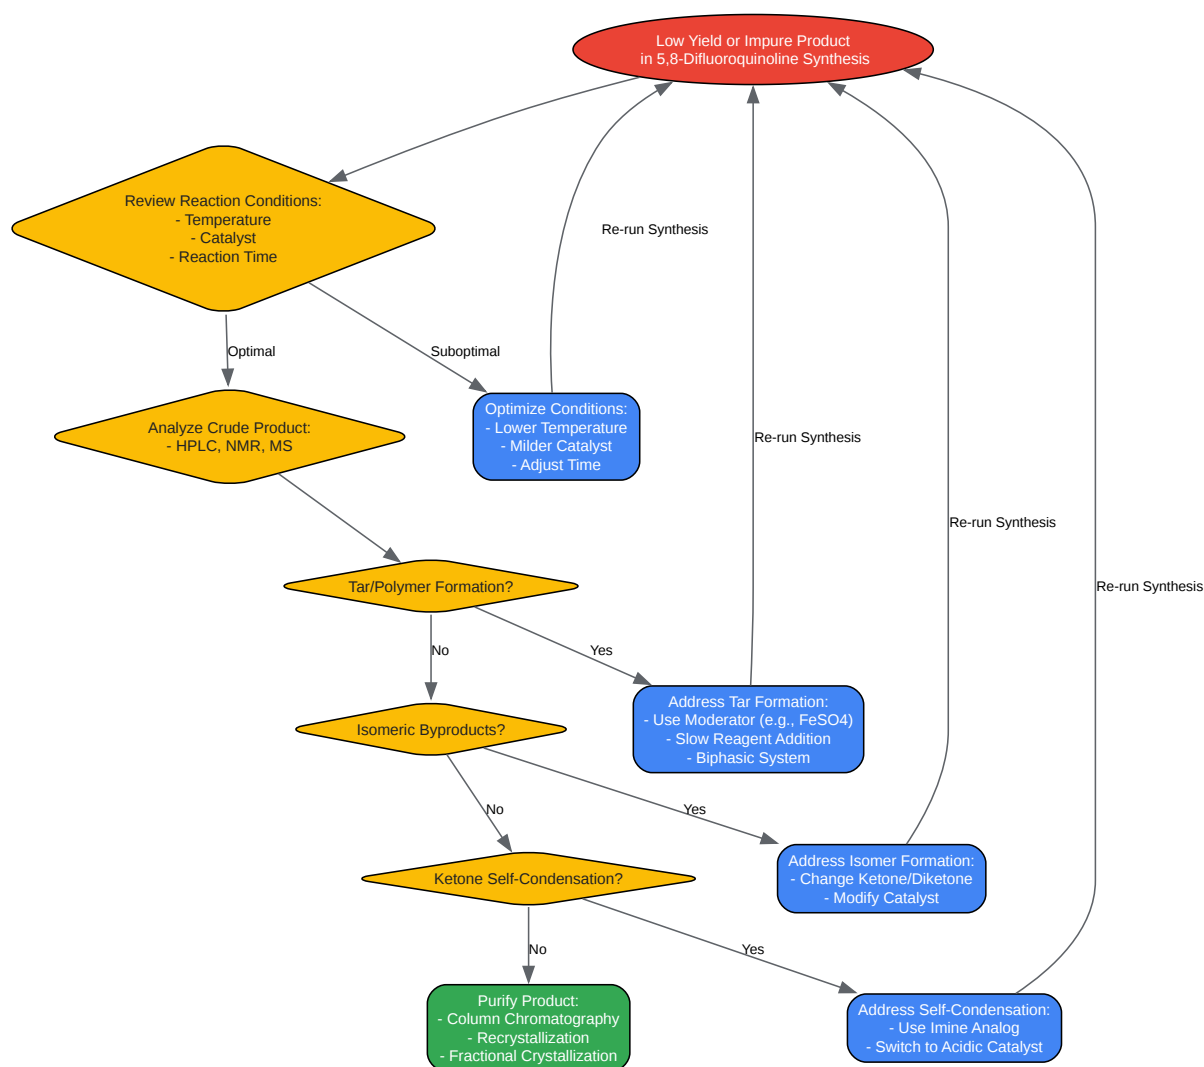 Low Yield or Impure Product
in 5,8-Difluoroquinoline Synthesis
Review Reaction Conditions:
- Temperature
- Catalyst
- Reaction Time
Re-run Synthesis
Optimal
Suboptimal
Optimize Conditions:
- Lower Temperature
- Milder Catalyst
- Adjust Time
Analyze Crude Product:
- HPLC, NMR, MS
Re-run Synthesis
Re-run Synthesis
Tar/Polymer Formation?
Re-run Synthesis
No
Yes
Address Tar Formation:
- Use Moderator (e.g., FeSO4)
- Slow Reagent Addition
- Biphasic System
Isomeric Byproducts?
No
Yes
Address Isomer Formation:
- Change Ketone/Diketone
- Modify Catalyst
Ketone Self-Condensation?
No
Yes
Purify Product:
- Column Chromatography
- Recrystallization
- Fractional Crystallization
Address Self-Condensation:
- Use Imine Analog
- Switch to Acidic Catalyst